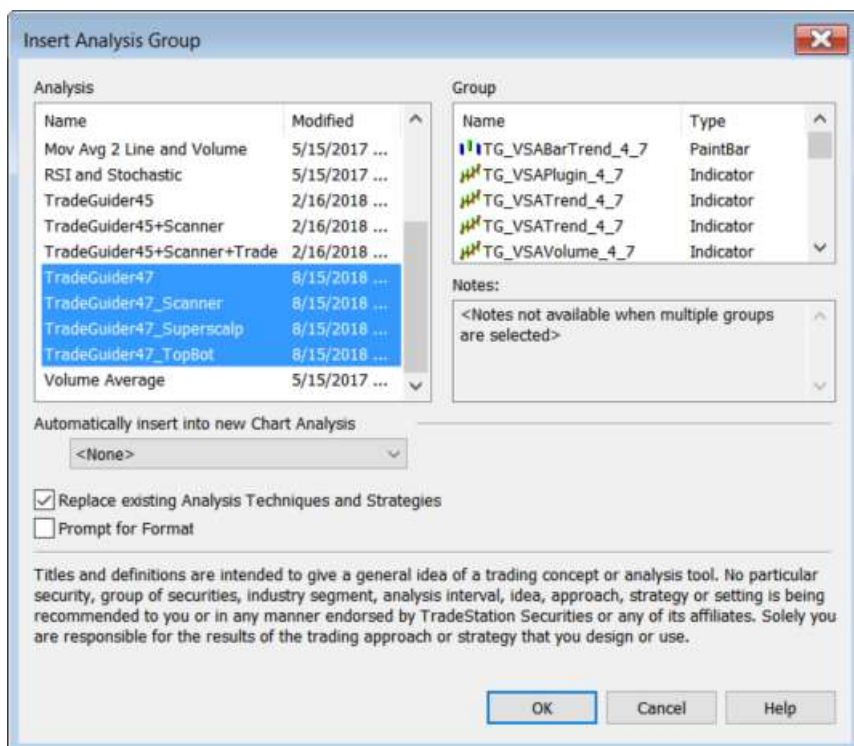 Insert Analysis Group
Analysis
Name Modified
Mov Avg 2 Line and Volume 5/15/2017 ...
RSI and Stochastic 5/15/2017 ...
TradeGuider45 2/16/2018 ...
TradeGuider45+Scanner 2/16/2018 ...
TradeGuider45+Scanner+Trade 2/16/2018 ...
TradeGuider47 8/15/2018 ...
TradeGuider47_Scanner 8/15/2018 ...
TradeGuider47_Superscalp 8/15/2018 ...
TradeGuider47_TopBot 8/15/2018 ...
Volume Average 5/15/2017 ...
Group
Name Type
TG_VSABarTrend_4_7 PaintBar
TG_VSAPlugin_4_7 Indicator
TG_VSATrend_4_7 Indicator
TG_VSATrend_4_7 Indicator
TG_VSAVolume_4_7 Indicator
Notes:
<Notes not available when multiple groups
are selected>
Automatically insert into new Chart Analysis
<None>
Replace existing Analysis Techniques and Strategies
Prompt for Format
Titles and definitions are intended to give a general idea of a trading concept or analysis tool. No particular
security, group of securities, industry segment, analysis interval, idea, approach, strategy or setting is being
recommended to you or in any manner endorsed by TradeStation Securities or any of its affiliates. Solely you
are responsible for the results of the trading approach or strategy that you design or use.
OK Cancel Help